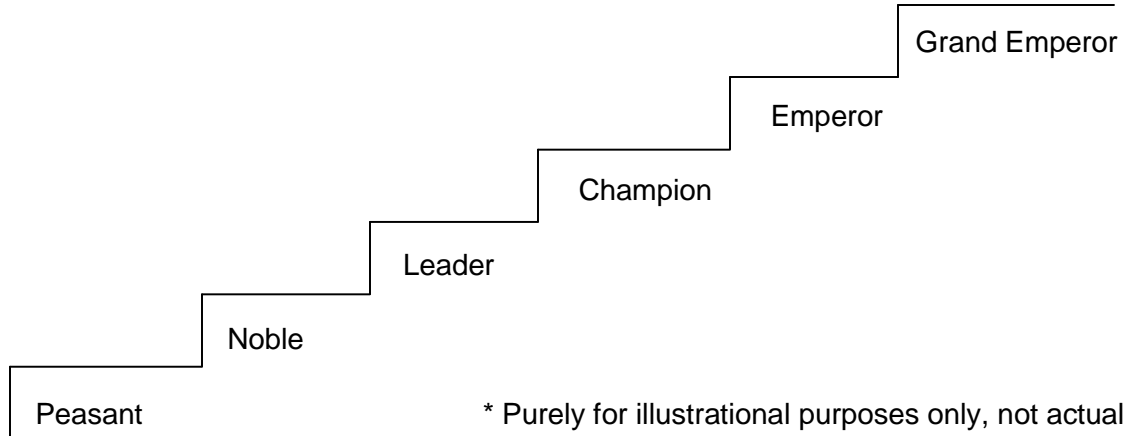 Grand Emperor
Emperor
Champion
Leader
Noble
Peasant
* Purely for illustrational purposes only, not actual